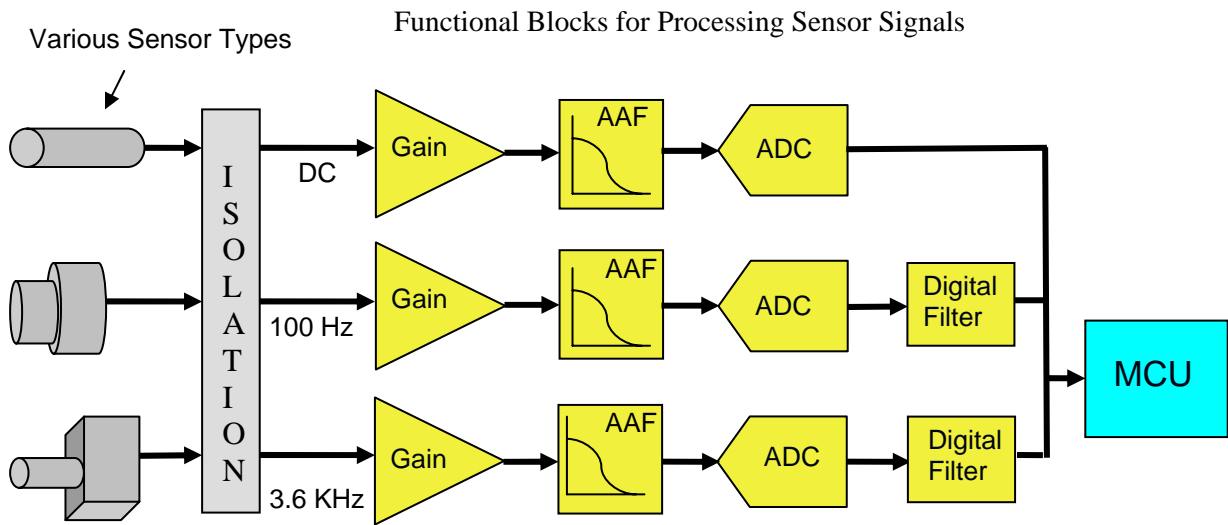 Functional Blocks for Processing Sensor Signals
Various Sensor Types
ISOLATION
DC
Gain
AAF
ADC
100 Hz
Gain
AAF
ADC
Digital
Filter
MCU
3.6 KHz
Gain
AAF
ADC
Digital
Filter